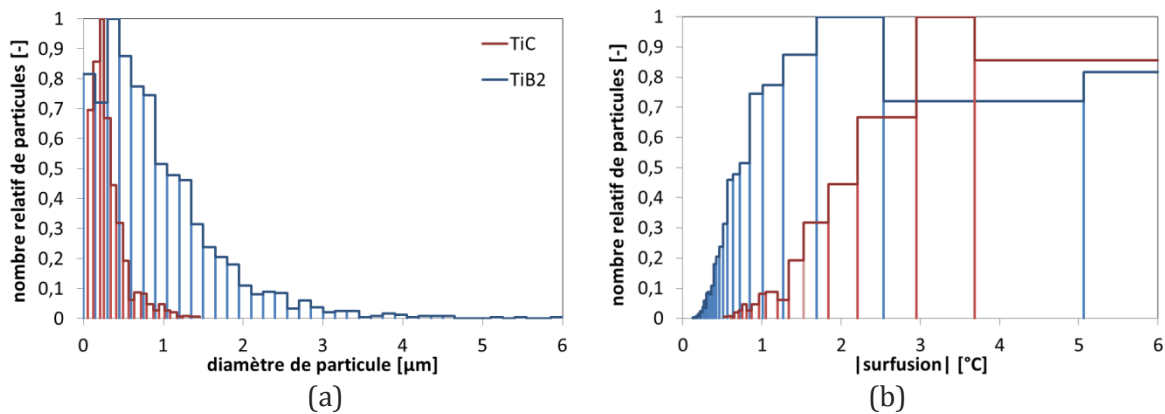 nombre relatif de particules [-]
1
0,9
0,8
0,7
0,6
0,5
0,4
0,3
0,2
0,1
0
TiC
TiB2
0 1 2 3 4 5 6
diamètre de particule [µm]
(a)
nombre relatif de particules [-]
1
0,9
0,8
0,7
0,6
0,5
0,4
0,3
0,2
0,1
0
0 1 2 3 4 5 6
|surfusion| [°C]
(b)